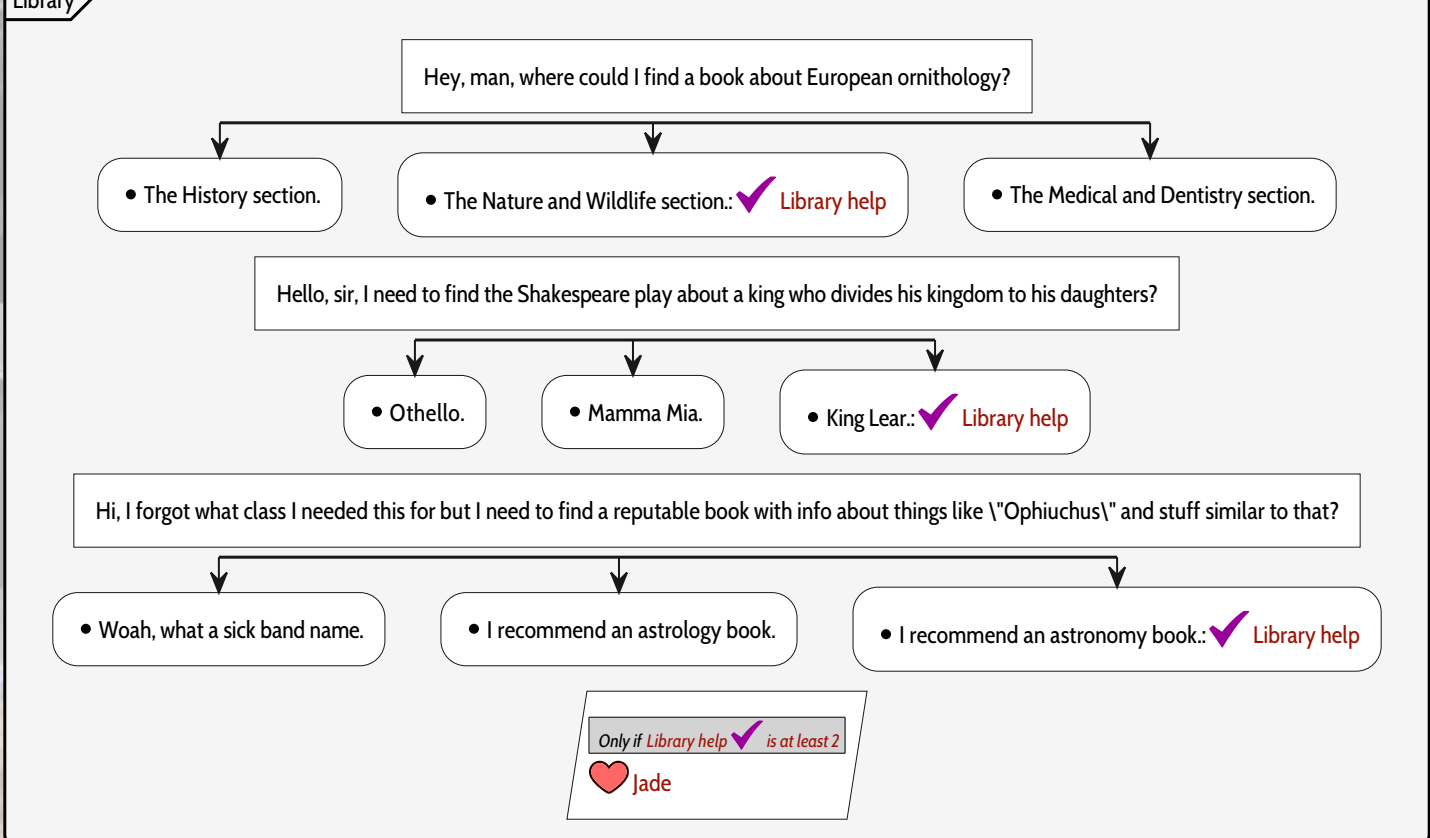 Library
Hey, man, where could I find a book about European ornithology?
• The History section.
• The Nature and Wildlife section.: Library help
• The Medical and Dentistry section.
Hello, sir, I need to find the Shakespeare play about a king who divides his kingdom to his daughters?
• Othello.
• Mamma Mia.
• King Lear.: Library help
Hi, I forgot what class I needed this for but I need to find a reputable book with info about things like \"Ophiuchus\" and stuff similar to that?
• Woah, what a sick band name.
• I recommend an astrology book.
• I recommend an astronomy book.: Library help
Only if Library help is at least 2
Jade